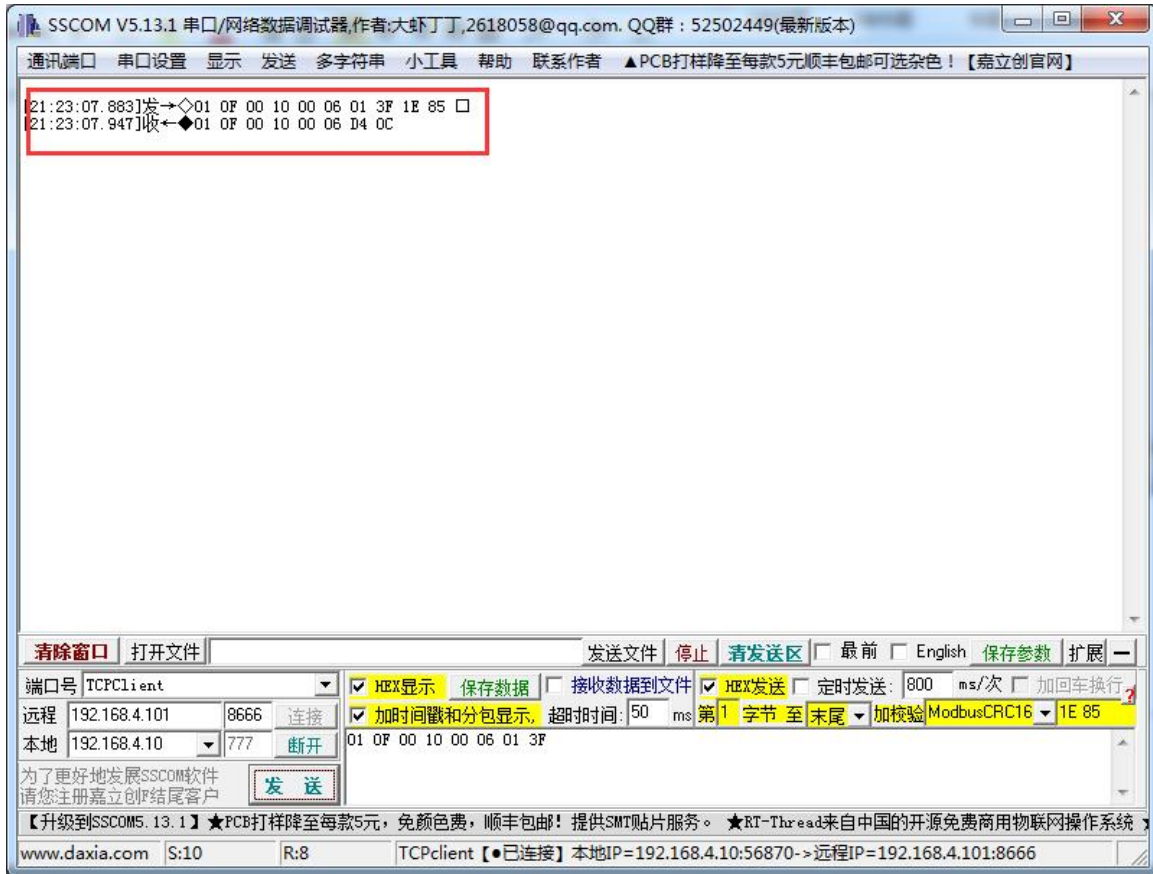 SSCOM V5.13.1 串口/网络数据调试器,作者:大虾丁丁,2618058@qq.com. QQ群：52502449(最新版本)
通讯端口 串口设置 显示 发送 多字符串 小工具 帮助 联系作者 ▲PCB打样降至每款5元顺丰包邮可选杂色！【嘉立创官网】
[21:23:07.883]发→◇01 0F 00 10 00 06 01 3F 1E 85 □
[21:23:07.947]收←◆01 0F 00 10 00 06 D4 0C
清除窗口 打开文件 发送文件 停止 清发送区 最前 English 保存参数 扩展 —
端口号 TCPClient HEX显示 保存数据 接收数据到文件 HEX发送 定时发送: 800 ms/次 加回车换行
远程 192.168.4.101 8666 连接 加时间戳和分包显示, 超时时间: 50 ms 第1 字节 至 末尾 加校验 ModbusCRC16 1E 85
本地 192.168.4.10 777 断开 01 0F 00 10 00 06 01 3F
为了更好地发展SSCOM软件
请您注册嘉立创F结尾客户
发 送
【升级到SSCOM5.13.1】★PCB打样降至每款5元，免颜色费，顺丰包邮！提供SMT贴片服务。 ★RT-Thread来自中国的开源免费商用物联网操作系统
www.daxia.com S:10 R:8 TCPclient【●已连接】本地IP=192.168.4.10:56870->远程IP=192.168.4.101:8666